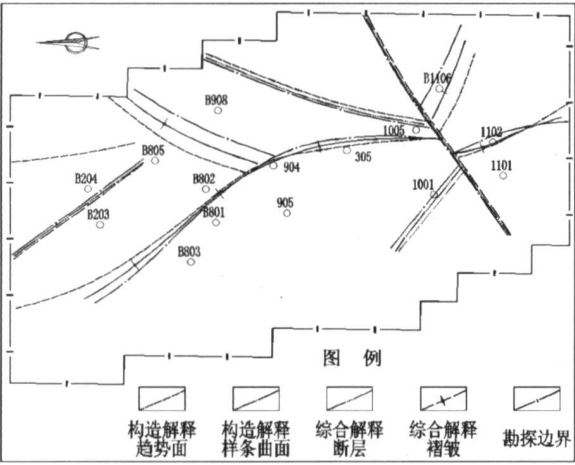 B1106
B908
1005
1102
B805
904
305
1101
B204
B802
1001
B203
B801
905
B803
图 例
构造解释
趋势面
构造解释
样条曲面
综合解释
断层
综合解释
褶皱
勘探边界